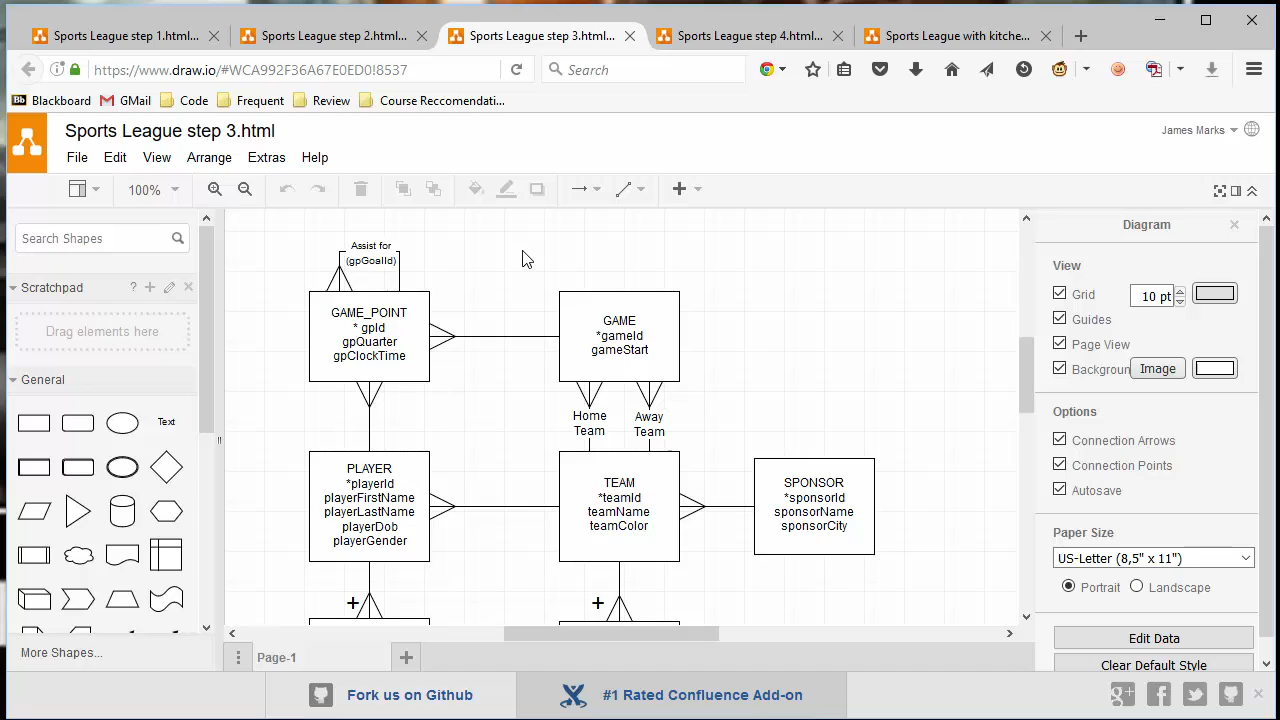 Sports League step 1.html...
Sports League step 2.html...
Sports League step 3.html...
Sports League step 4.html...
Sports League with kitche...
https://www.draw.io/#WCA992F36A67E0ED0!8537
Search
Blackboard
GMail
Code
Frequent
Review
Course Reccomendati...
Sports League step 3.html
James Marks
File Edit View Arrange Extras Help
100%
Search Shapes
Scratchpad
Drag elements here
General
Text
More Shapes...
Assist for
(gpGoalId)
GAME_POINT
* gpId
gpQuarter
gpClockTime
GAME
*gameId
gameStart
Home
Team
Away
Team
PLAYER
*playerId
playerFirstName
playerLastName
playerDob
playerGender
TEAM
*teamId
teamName
teamColor
SPONSOR
*sponsorId
sponsorName
sponsorCity
+
+
Page-1
Diagram
View
Grid
10 pt
Guides
Page View
Backgroun
Image
Options
Connection Arrows
Connection Points
Autosave
Paper Size
US-Letter (8,5" x 11")
Portrait
Landscape
Edit Data
Clear Default Style
Fork us on Github
#1 Rated Confluence Add-on